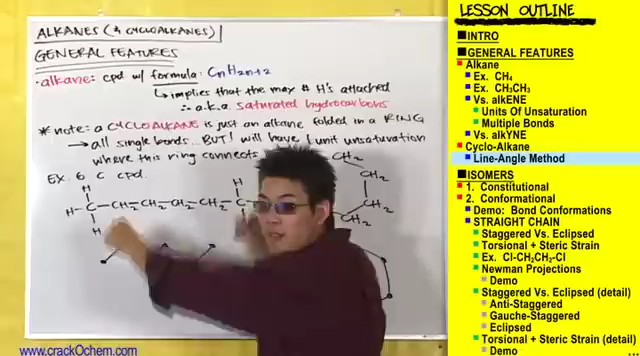 ALKANES (& CYCLOALKANES)
GENERAL FEATURES
• alkane: cpd w/ formula: CnH2n+2
↳ implies that the max # H's attached
∴ a.k.a. saturated hydrocarbons
* note: a CYCLOALKANE is just an alkane folded in a RING
→ all single bonds... BUT! will have 1 unit unsaturation
where this ring connects
EX. 6 C cpd.
CH2
H
H
CH2
H-C-CH2-CH2-CH2-CH2-C
CH2
H
www.crackOchem.com
LESSON OUTLINE
INTRO
GENERAL FEATURES
Alkane
Ex. CH4
Ex. CH3CH3
Vs. alkENE
Units of Unsaturation
Multiple Bonds
Vs. alkYNE
Cyclo-Alkane
Line-Angle Method
ISOMERS
1. Constitutional
2. Conformational
Demo: Bond Conformations
STRAIGHT CHAIN
Staggered Vs. Eclipsed
Torsional + Steric Strain
Ex. Cl-CH2CH2-Cl
Newman Projections
Demo
Staggered Vs. Eclipsed (detail)
Anti-Staggered
Gauche-Staggered
Eclipsed
Torsional + Steric Strain (detail)
Demo